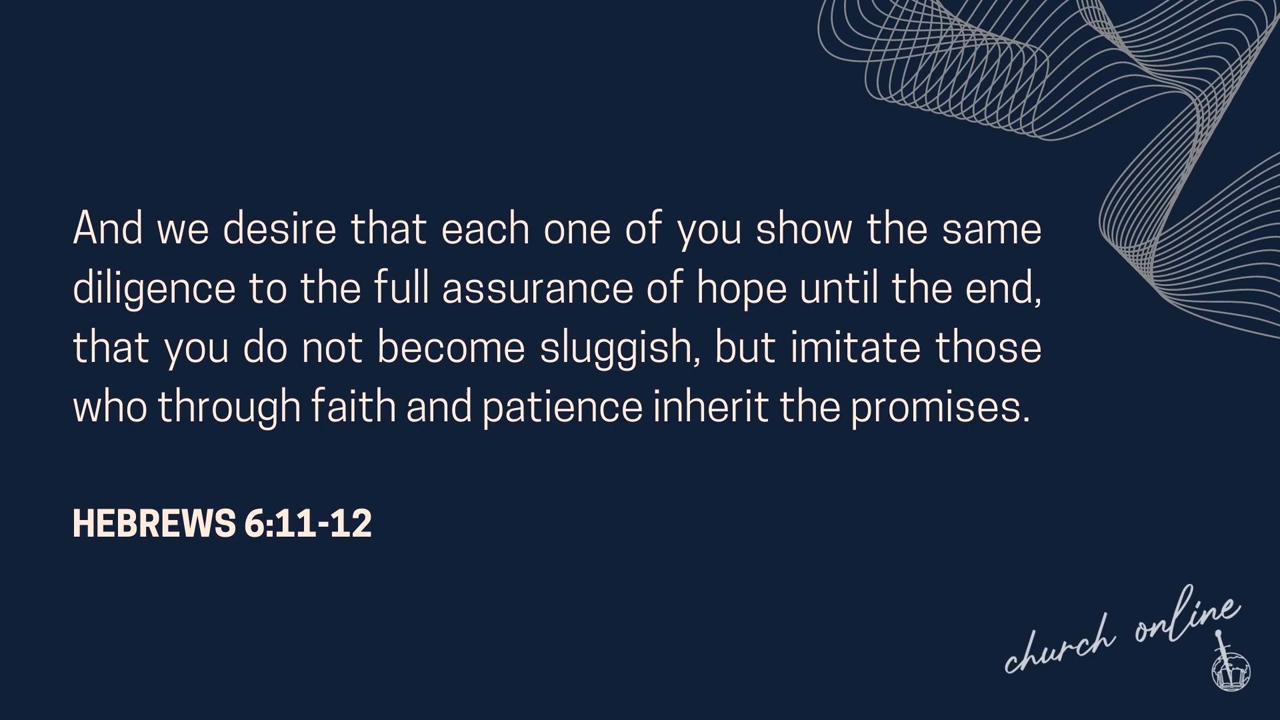 And we desire that each one of you show the same
diligence to the full assurance of hope until the end,
that you do not become sluggish, but imitate those
who through faith and patience inherit the promises.
HEBREWS 6:11-12
church online